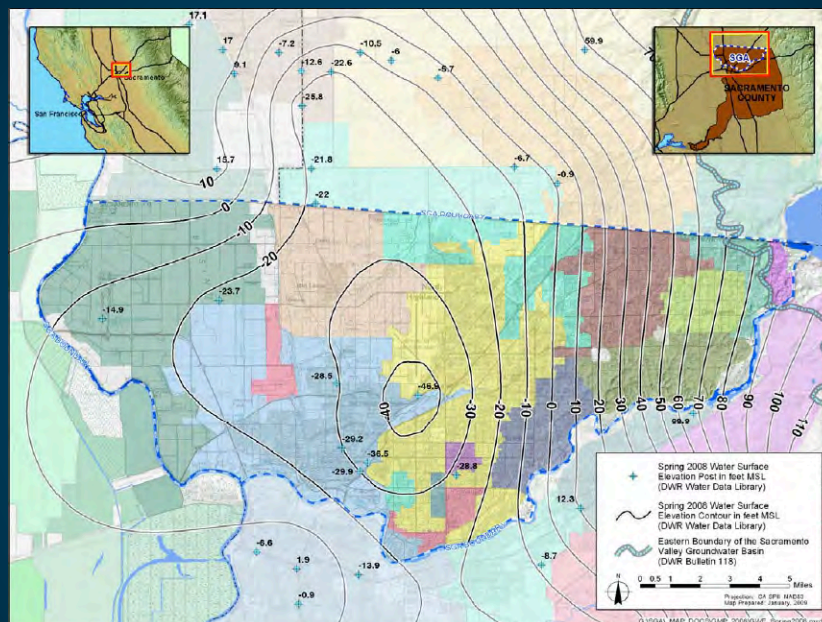 17.1
17
-7.2
-10.5
-6
59.9
9.1
-12.6
-22.6
-8.7
-25.8
SGA
SACRAMENTO
COUNTY
Sacramento
San Francisco
15.7
-21.8
-6.7
-0.9
10
-22
0
-10
SGA BOUNDARY
-20
-23.7
-14.9
-28.5
-46.9
-40
-30
-20
-10
0
10
20
30
40
50
60
70
80
90
100
110
-29.2
-36.5
-29.9
-28.8
12.3
-6.6
1.9
-13.9
-0.9
-8.7
Spring 2008 Water Surface
Elevation Post in feet MSL
(DWR Water Data Library)
Spring 2008 Water Surface
Elevation Contour in feet MSL
(DWR Water Data Library)
Eastern Boundary of the Sacramento
Valley Groundwater Basin
(DWR Bulletin 118)
N
0 0.5 1 2 3 4 5
Miles
Map Prepared: January, 2009